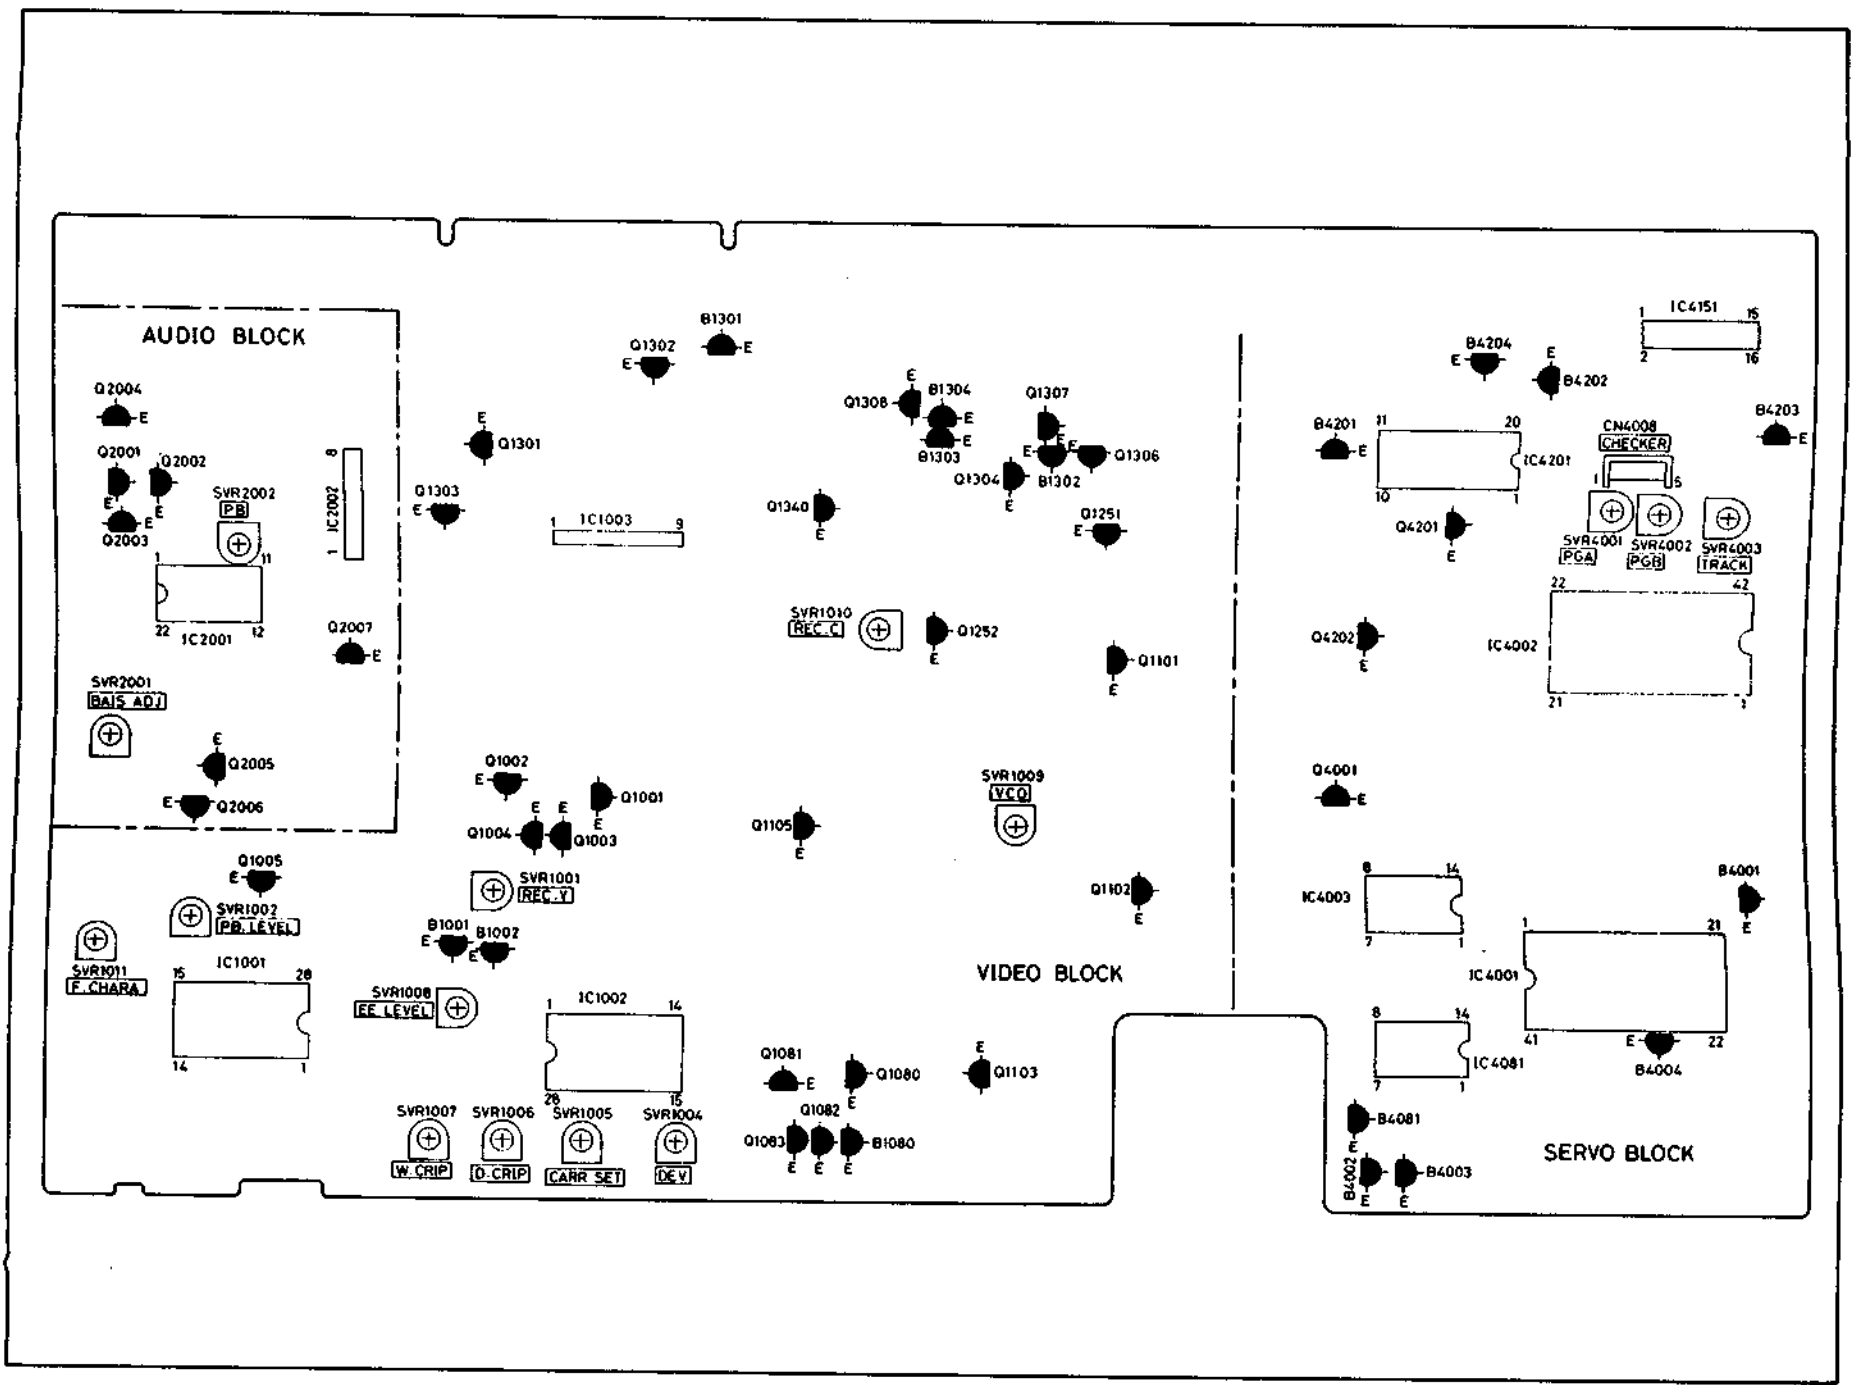 AUDIO BLOCK
Q2004
E
Q2001
Q2002
E
E
SVR2002
PB
E
Q2003
8
IC2002
1
1
11
22
12
IC2001
Q2007
E
SVR2001
BAIS ADJ
E
Q2005
E
Q2006
B1301
E
Q1302
E
E
Q1301
Q1303
E
1
IC1003
9
E
Q1308
B1304
E
E
B1303
Q1307
E
E
E
Q1306
B1302
Q1304
E
Q1340
E
Q1251
E
SVR1010
REC. C
Q1252
E
Q1101
E
Q1002
E
Q1001
E
E
E
Q1004
Q1003
Q1105
E
SVR1009
VCO
Q1102
E
Q1005
E
SVR1001
REC. Y
SVR1002
PB. LEVEL
SVR1011
F. CHARA
B1001
E
B1002
E
IC1001
15
28
14
1
SVR1008
EE. LEVEL
1
IC1002
14
28
15
VIDEO BLOCK
SVR1007
W. CRIP
SVR1006
D. CRIP
SVR1005
CARR SET
SVR1004
DEV
Q1081
E
Q1080
E
E
Q1103
Q1082
Q1083
B1080
E
E
E
1
IC4151
15
2
16
B4204
E
E
B4202
B4203
E
B4201
E
11
20
IC4201
10
1
CN4008
CHECKER
1
5
Q4201
E
SVR4001
PGA
SVR4002
PGB
SVR4003
TRACK
22
42
IC4002
21
1
Q4202
E
Q4001
E
8
14
IC4003
7
1
B4001
E
1
21
IC4001
41
22
E
B4004
8
14
IC4081
7
1
B4081
E
B4002
E
B4003
E
SERVO BLOCK